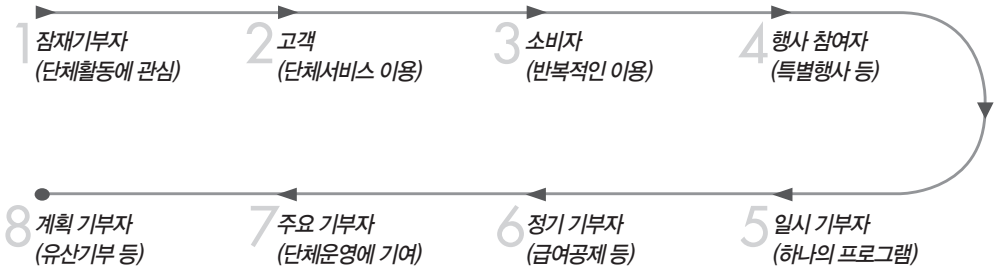 1 잠재기부자
(단체활동에 관심)
2 고객
(단체서비스 이용)
3 소비자
(반복적인 이용)
4 행사 참여자
(특별행사 등)
8 계획 기부자
(유산기부 등)
7 주요 기부자
(단체운영에 기여)
6 정기 기부자
(급여공제 등)
5 일시 기부자
(하나의 프로그램)